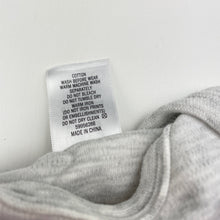 COTTON
WASH BEFORE WEAR
WARM MACHINE WASH
SEPARATELY
DO NOT BLEACH
DO NOT TUMBLE DRY
WARM IRON
(DO NOT IRON PRINTS
OR EMBELLISHMENTS)
DO NOT DRY CLEAN
MADE IN CHINA